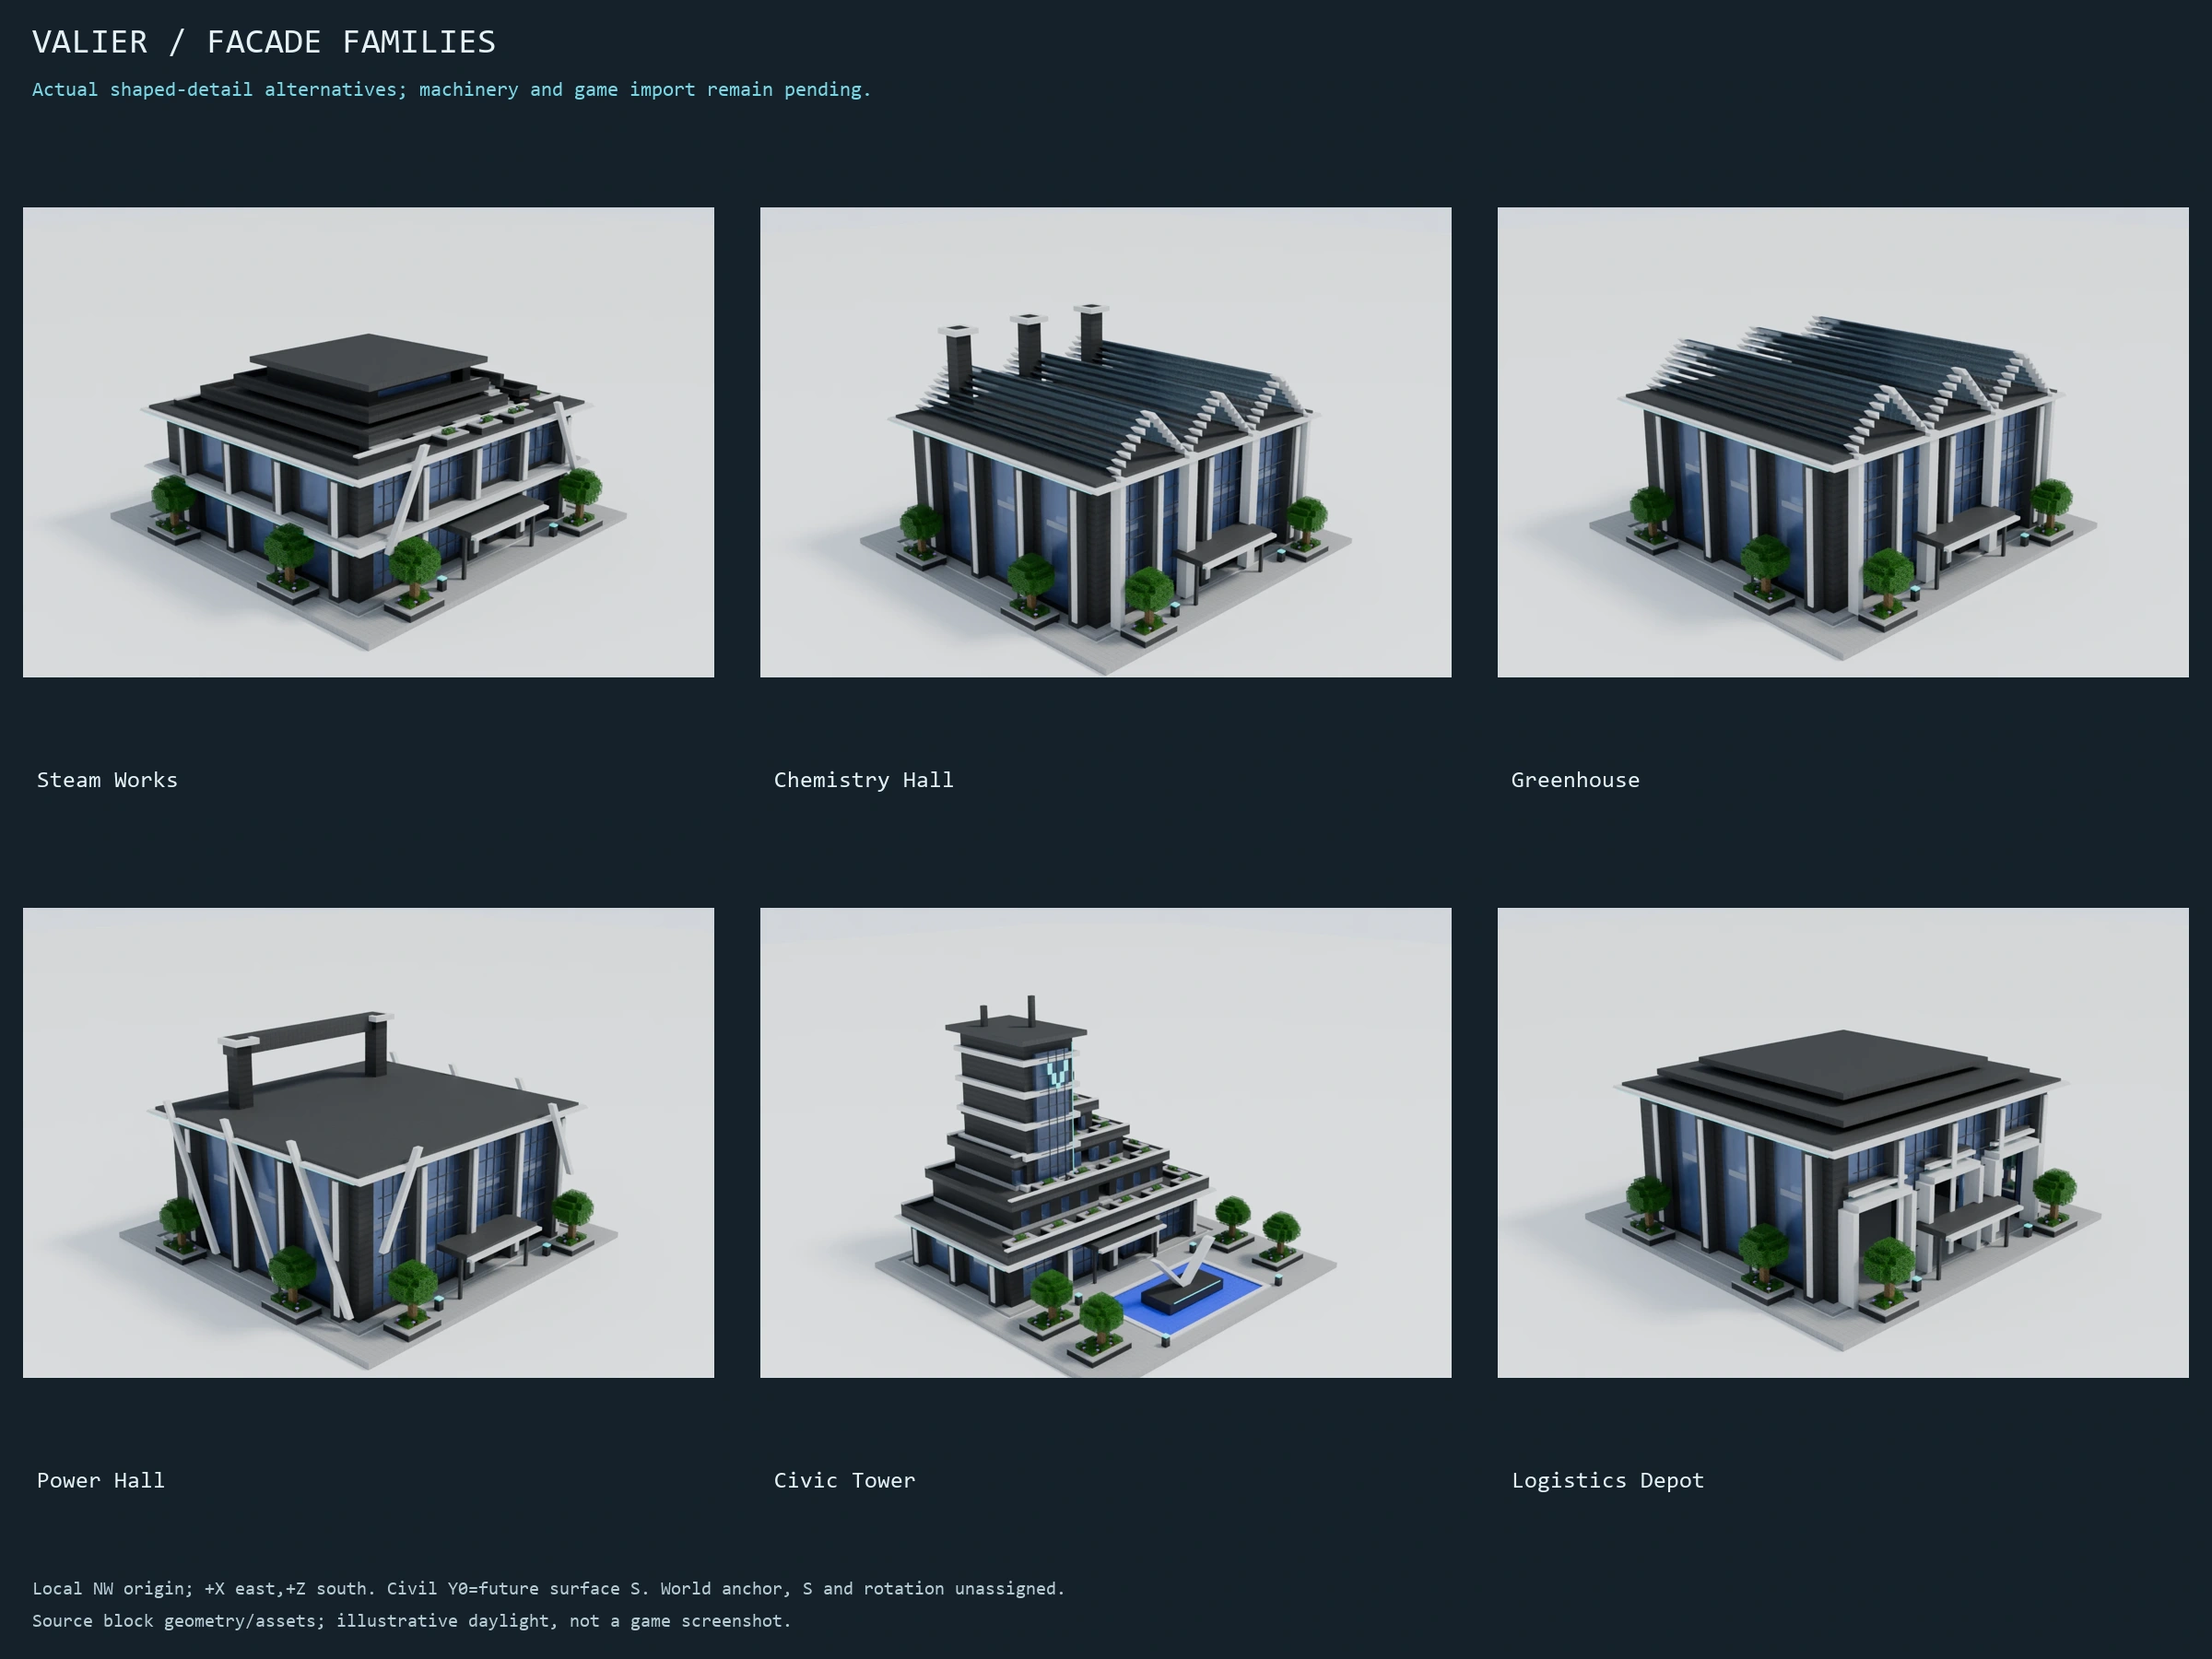 VALIER / FACADE FAMILIES
Actual shaped-detail alternatives; machinery and game import remain pending.
Steam Works
Chemistry Hall
Greenhouse
Power Hall
Civic Tower
Logistics Depot
Local NW origin; +X east,+Z south. Civil Y0=future surface S. World anchor, S and rotation unassigned.
Source block geometry/assets; illustrative daylight, not a game screenshot.